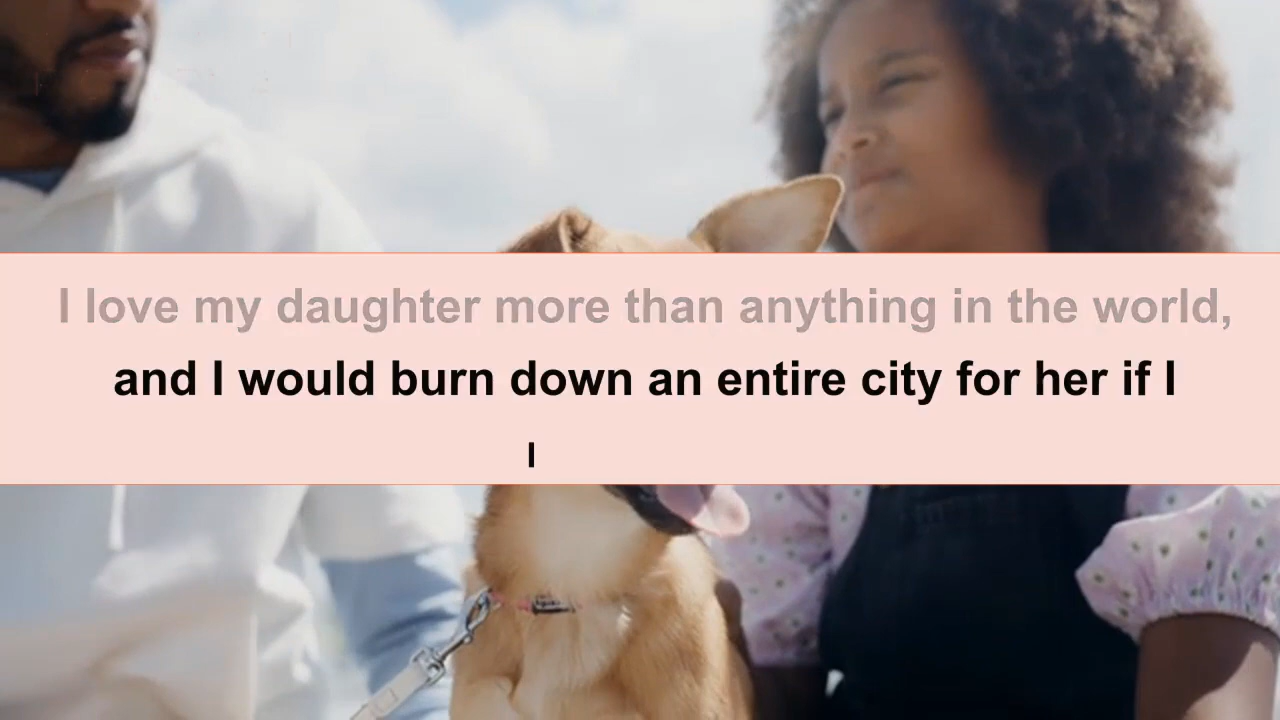 I love my daughter more than anything in the world,
and I would burn down an entire city for her if I
I